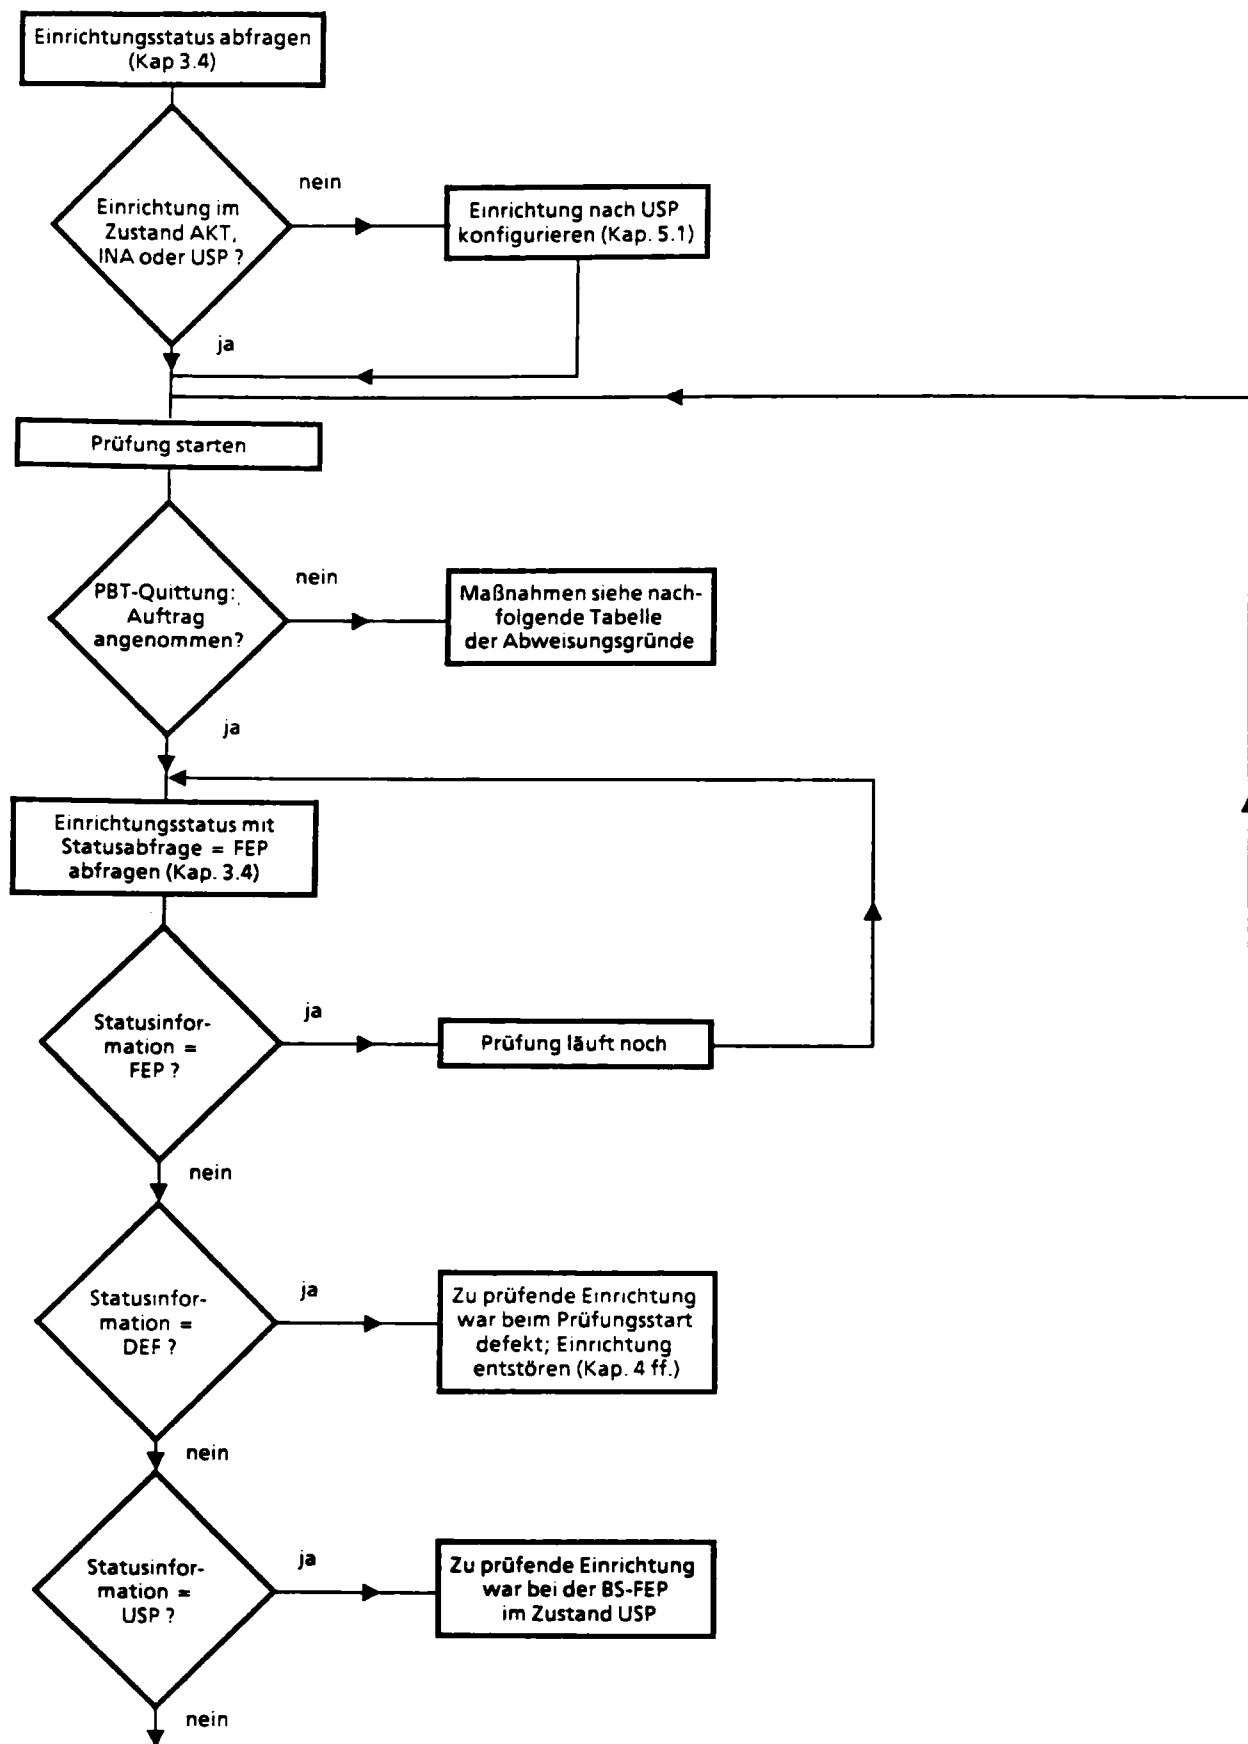 Einrichtungsstatus abfragen
(Kap 3.4)
nein
Einrichtung im
Zustand AKT,
INA oder USP ?
Einrichtung nach USP
konfigurieren (Kap. 5.1)
ja
Prüfung starten
nein
PBT-Quittung:
Auftrag
angenommen?
Maßnahmen siehe nach-
folgende Tabelle
der Abweisungsgründe
ja
Einrichtungsstatus mit
Statusabfrage = FEP
abfragen (Kap. 3.4)
ja
Statusinfor-
mation =
FEP ?
Prüfung läuft noch
nein
ja
Statusinfor-
mation =
DEF ?
Zu prüfende Einrichtung
war beim Prüfungsstart
defekt; Einrichtung
entstören (Kap. 4 ff.)
nein
ja
Statusinfor-
mation =
USP ?
Zu prüfende Einrichtung
war bei der BS-FEP
im Zustand USP
nein